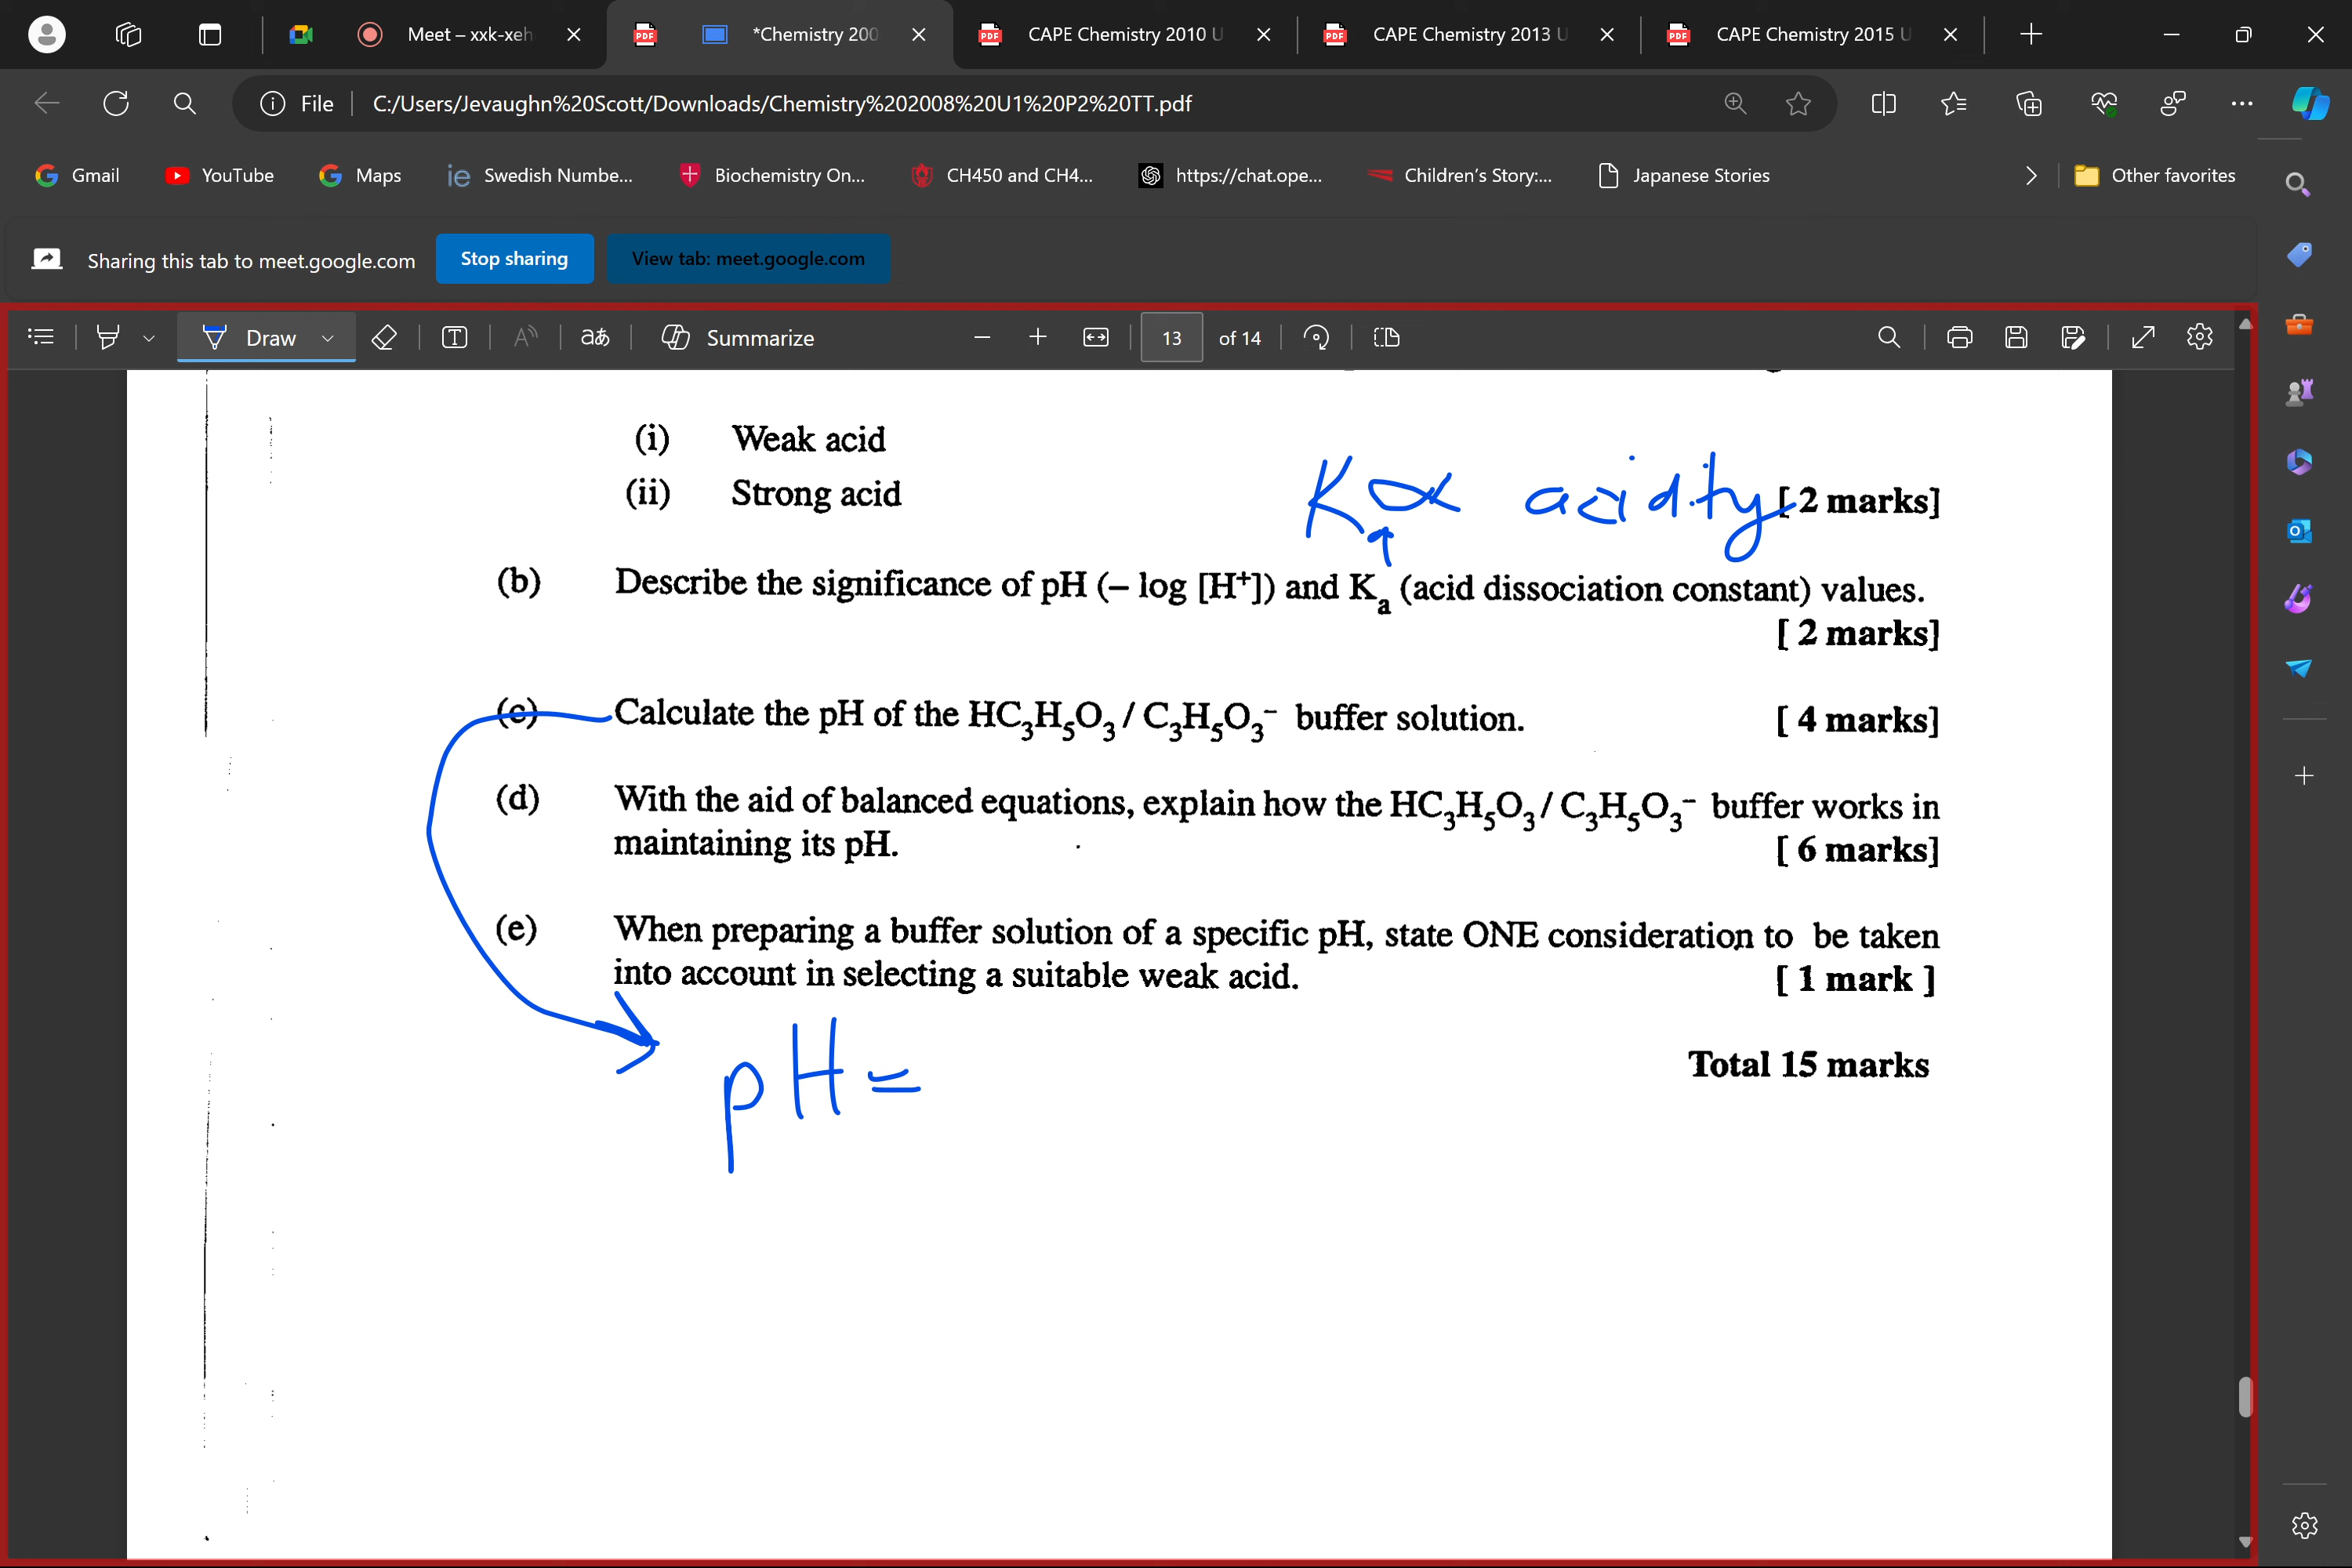 Meet – xxk-xeh
*Chemistry 200
CAPE Chemistry 2010 U
CAPE Chemistry 2013 U
CAPE Chemistry 2015 U
File
C:/Users/Jevaughn%20Scott/Downloads/Chemistry%202008%20U1%20P2%20TT.pdf
Gmail
YouTube
Maps
Swedish Numbe...
Biochemistry On...
CH450 and CH4...
https://chat.ope...
Children's Story:...
Japanese Stories
Other favorites
Sharing this tab to meet.google.com
Stop sharing
View tab: meet.google.com
Draw
aあ
Summarize
13 of 14
(i) Weak acid
(ii) Strong acid
Kₐ α acidity
[ 2 marks]
(b) Describe the significance of pH (– log [H⁺]) and Kₐ (acid dissociation constant) values.
[ 2 marks]
(c) Calculate the pH of the HC₃H₅O₃ / C₃H₅O₃⁻ buffer solution. [ 4 marks]
(d) With the aid of balanced equations, explain how the HC₃H₅O₃ / C₃H₅O₃⁻ buffer works in
maintaining its pH. [ 6 marks]
(e) When preparing a buffer solution of a specific pH, state ONE consideration to be taken
into account in selecting a suitable weak acid. [ 1 mark ]
Total 15 marks
pH =